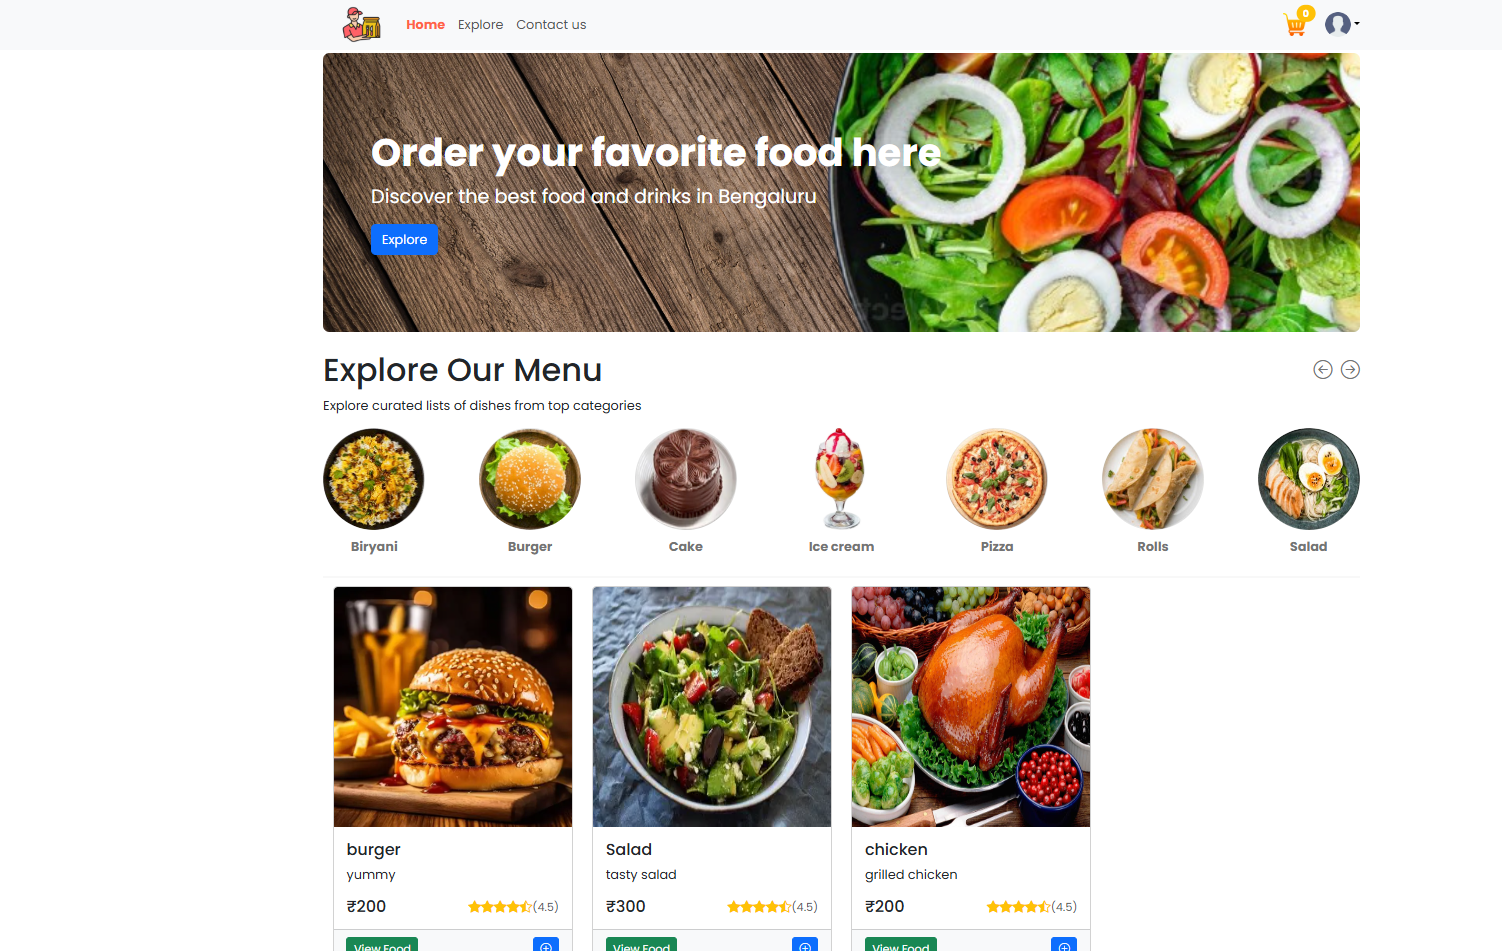 Home Explore Contact us 0
Order your favorite food here
Discover the best food and drinks in Bengaluru
Explore
Explore Our Menu
Explore curated lists of dishes from top categories
Biryani Burger Cake Ice cream Pizza Rolls Salad
burger
yummy
₹200 (4.5)
View Food
Salad
tasty salad
₹300 (4.5)
View Food
chicken
grilled chicken
₹200 (4.5)
View Food